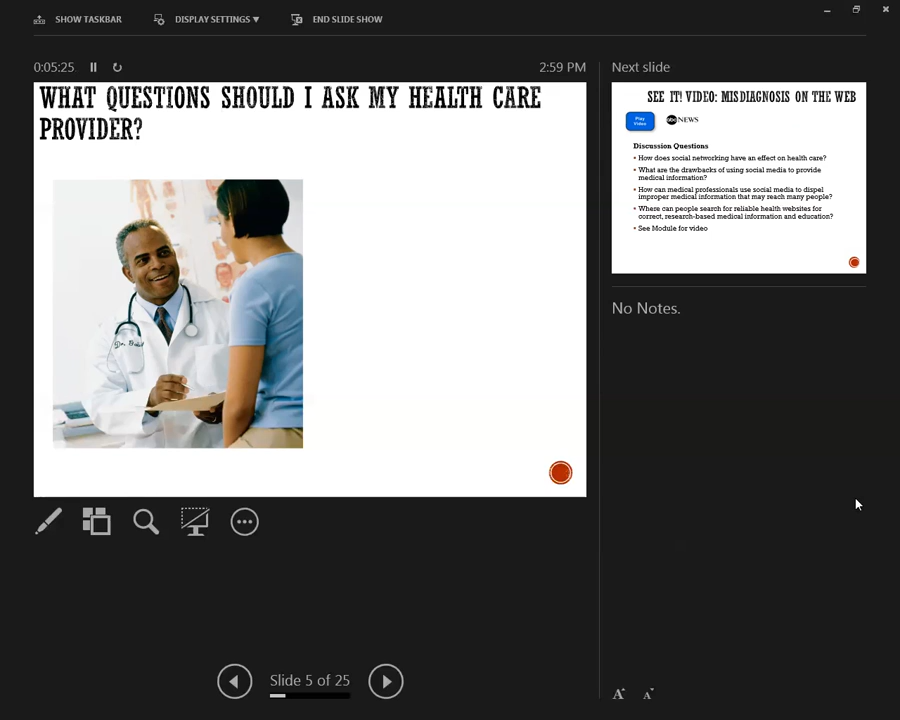 SHOW TASKBAR DISPLAY SETTINGS ▼ END SLIDE SHOW
0:05:25 2:59 PM
WHAT QUESTIONS SHOULD I ASK MY HEALTH CARE
PROVIDER?
Next slide
SEE IT! VIDEO: MISDIAGNOSIS ON THE WEB
Play
Video
abc NEWS
Discussion Questions
• How does social networking have an effect on health care?
• What are the drawbacks of using social media to provide
medical information?
• How can medical professionals use social media to dispel
improper medical information that may reach many people?
• Where can people search for reliable health websites for
correct, research-based medical information and education?
• See Module for video
No Notes.
Slide 5 of 25
A A